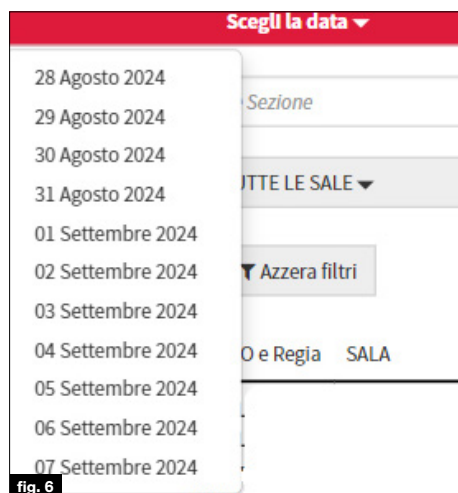 Scegli la data
28 Agosto 2024
29 Agosto 2024
Sezione
30 Agosto 2024
31 Agosto 2024
LE SALE
01 Settembre 2024
02 Settembre 2024
Azzera filtri
03 Settembre 2024
04 Settembre 2024
e Regia SALA
05 Settembre 2024
06 Settembre 2024
07 Settembre 2024
fig. 6